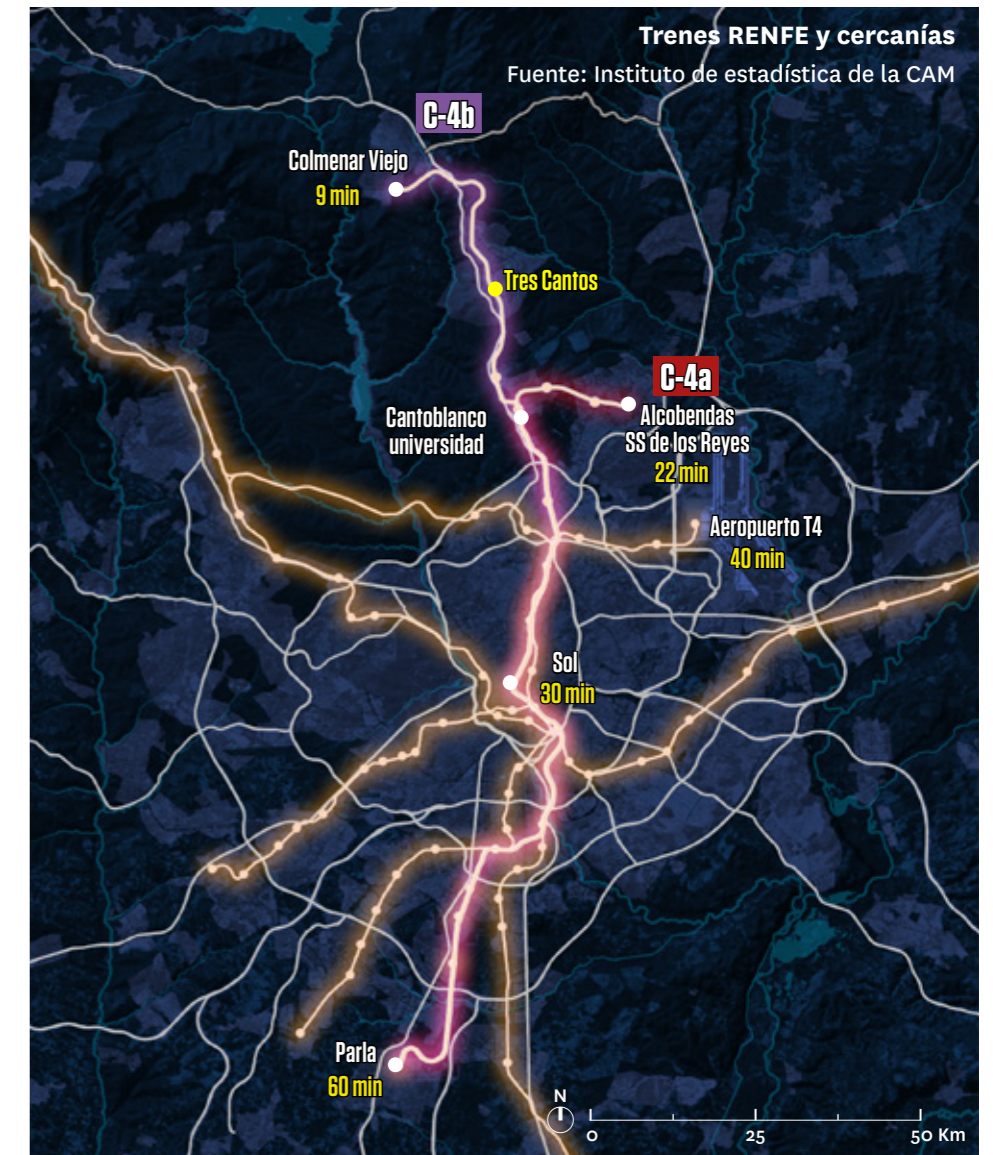 Trenes RENFE y cercanías
Fuente: Instituto de estadística de la CAM
C-4b
Colmenar Viejo
9 min
Tres Cantos
C-4a
Alcobendas
SS de los Reyes
22 min
Cantoblanco
universidad
Aeropuerto T4
40 min
Sol
30 min
Parla
60 min
N
0 25 50 Km